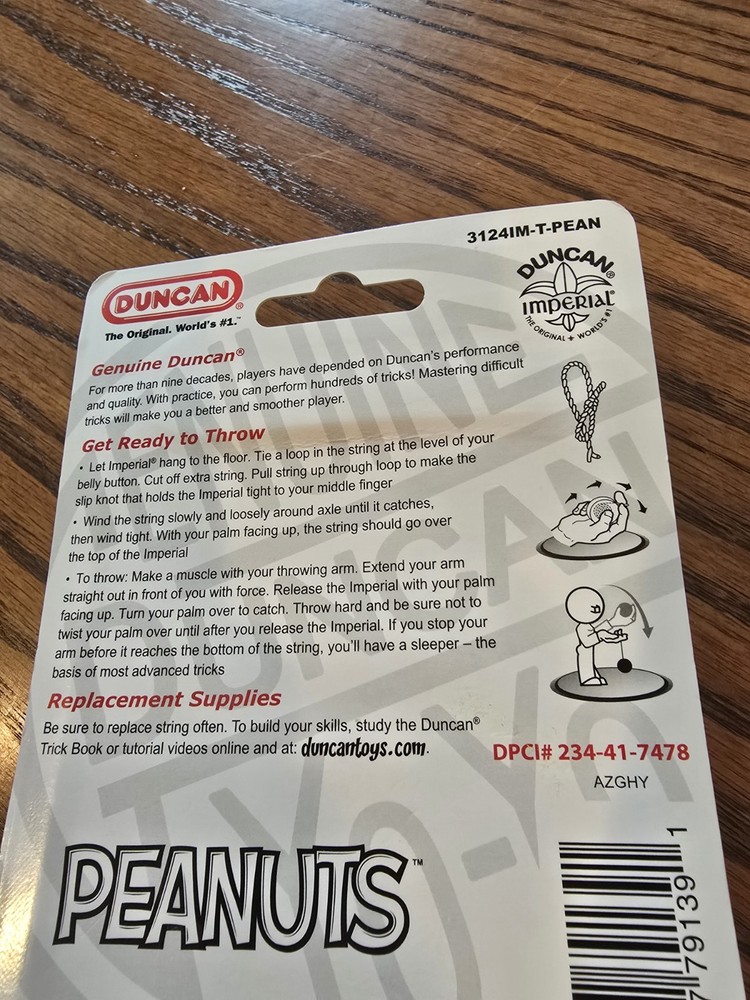 3124IM-T-PEAN
DUNCAN®
The Original. World's #1.™
DUNCAN®
IMPERIAL®
THE ORIGINAL ✦ WORLD'S #1
Genuine Duncan®
For more than nine decades, players have depended on Duncan's performance
and quality. With practice, you can perform hundreds of tricks! Mastering difficult
tricks will make you a better and smoother player.
Get Ready to Throw
• Let Imperial® hang to the floor. Tie a loop in the string at the level of your
belly button. Cut off extra string. Pull string up through loop to make the
slip knot that holds the Imperial tight to your middle finger
• Wind the string slowly and loosely around axle until it catches,
then wind tight. With your palm facing up, the string should go over
the top of the Imperial
• To throw: Make a muscle with your throwing arm. Extend your arm
straight out in front of you with force. Release the Imperial with your palm
facing up. Turn your palm over to catch. Throw hard and be sure not to
twist your palm over until after you release the Imperial. If you stop your
arm before it reaches the bottom of the string, you'll have a sleeper – the
basis of most advanced tricks
Replacement Supplies
Be sure to replace string often. To build your skills, study the Duncan®
Trick Book or tutorial videos online and at: duncantoys.com.
DPCI# 234-41-7478
AZGHY
PEANUTS™
79139 1